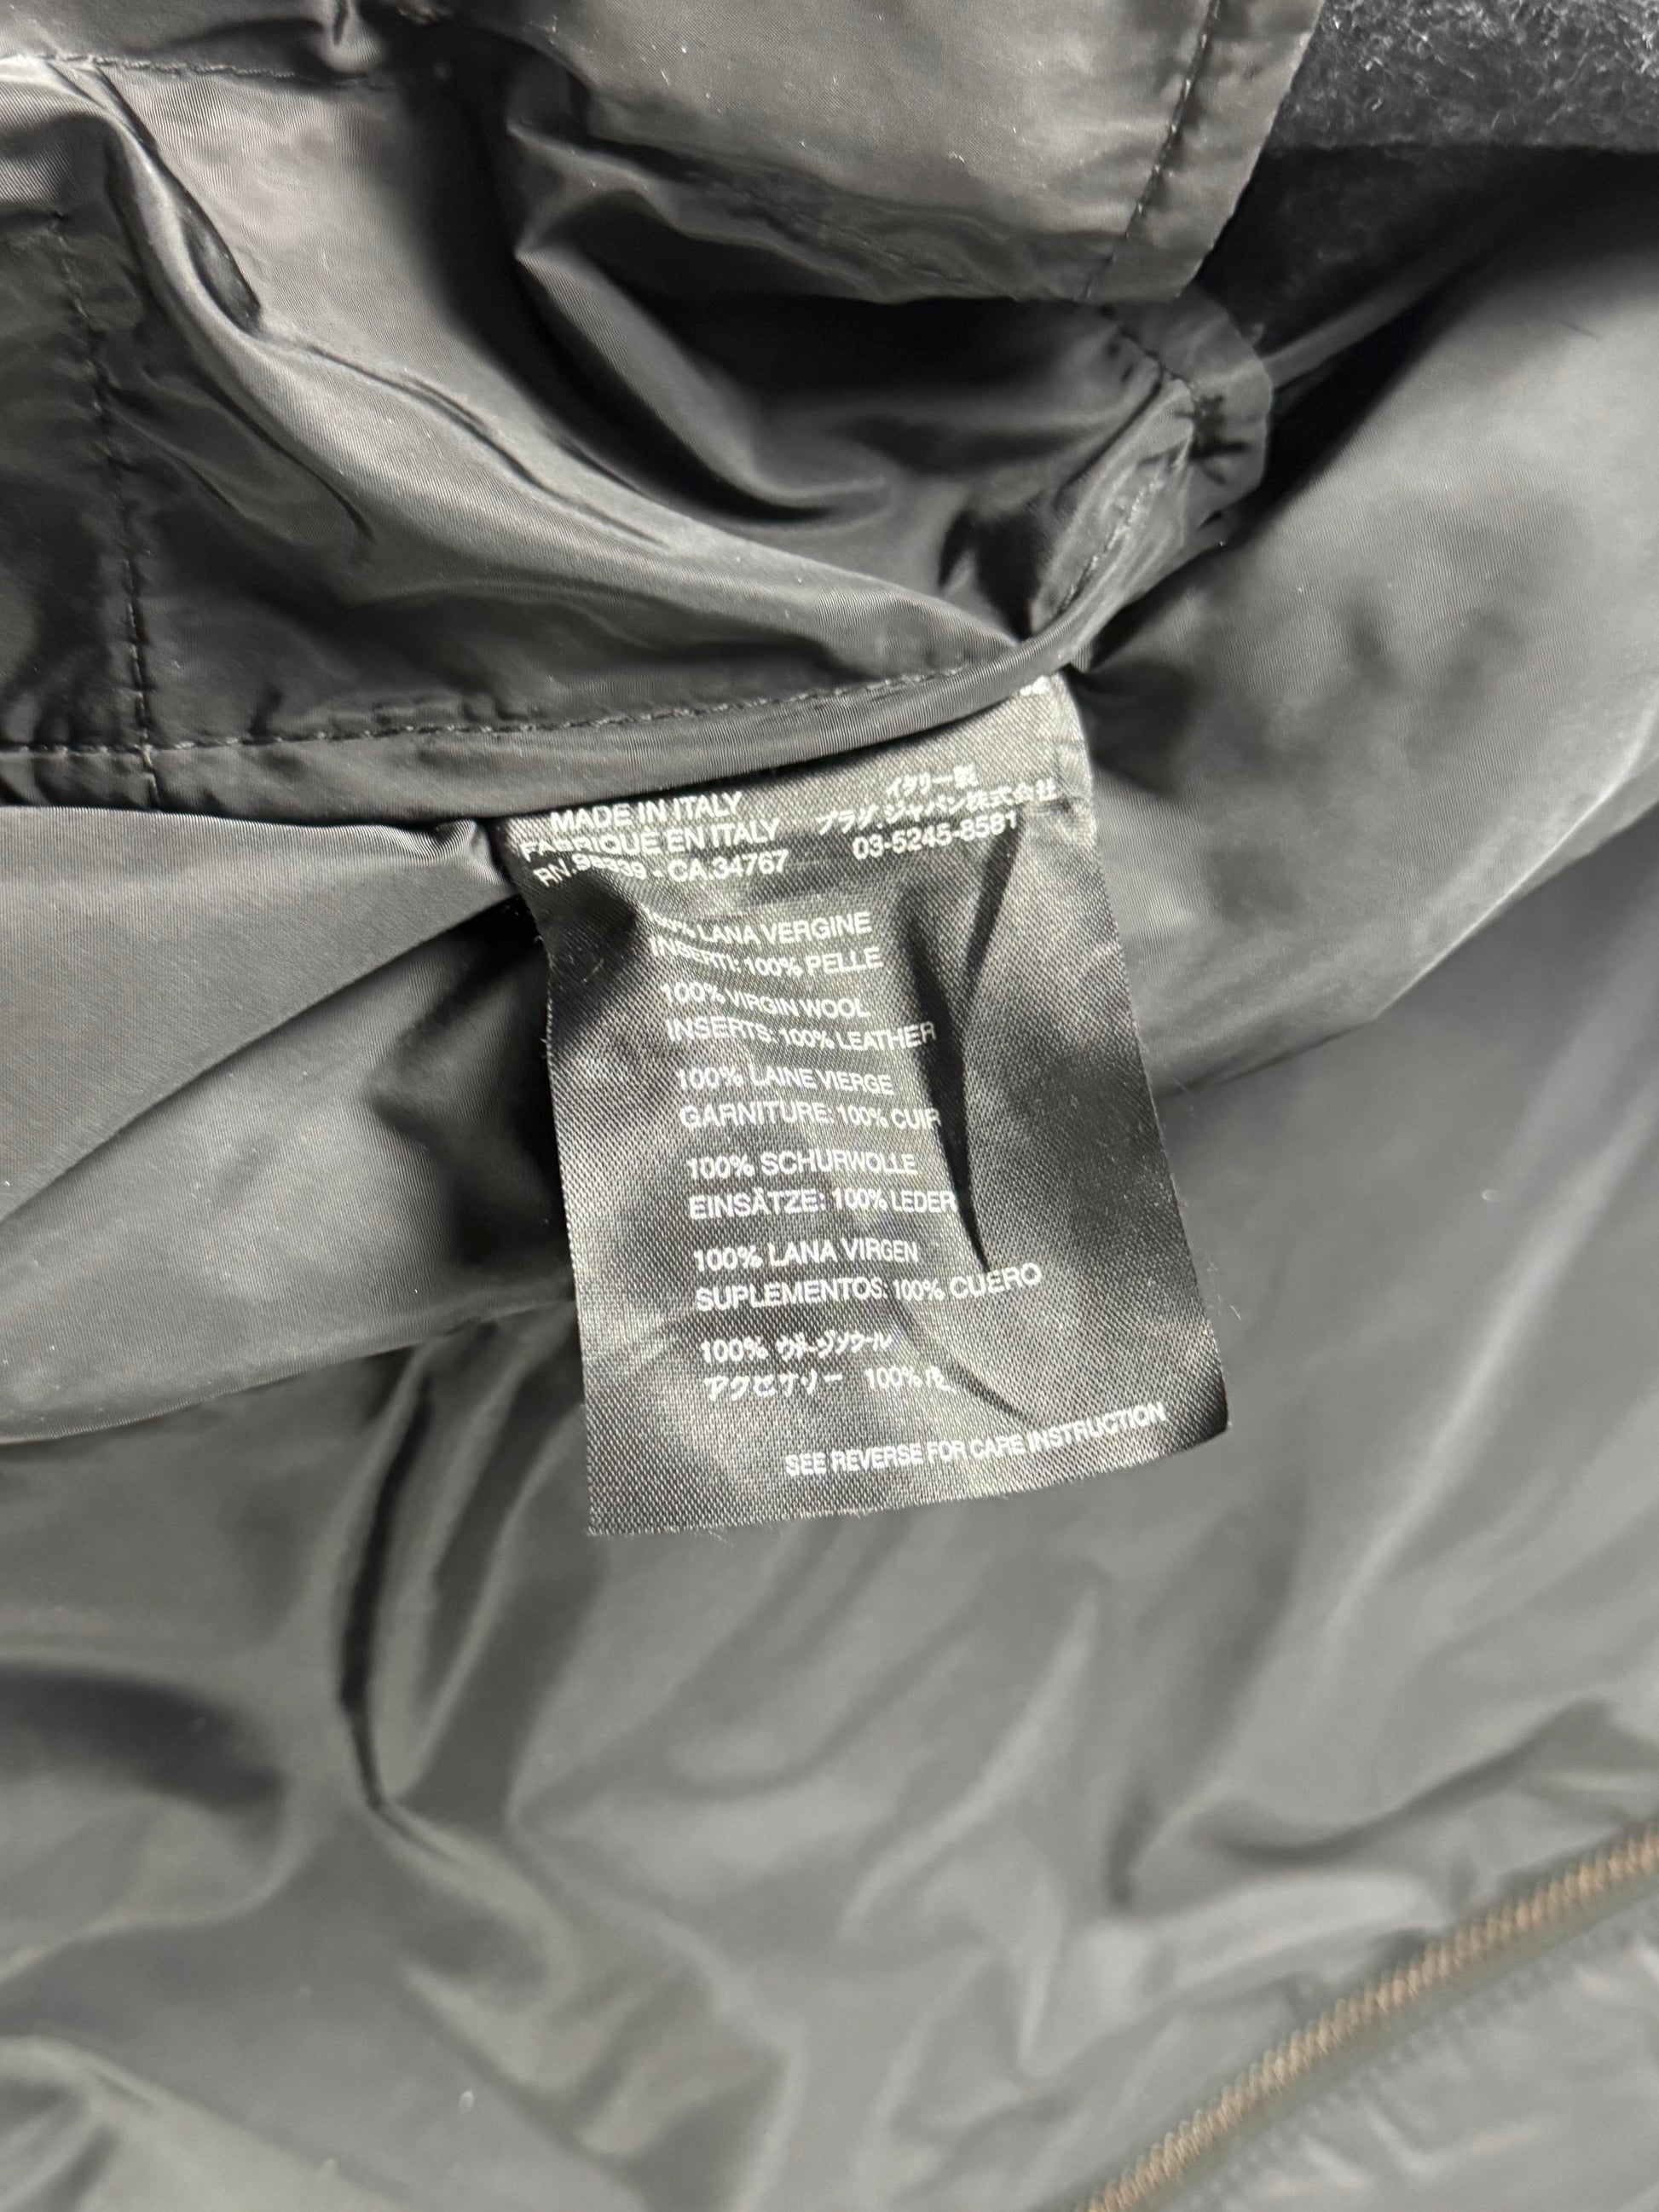 MADE IN ITALY
FABRIQUE EN ITALY
RN.98339 - CA.34767
イタリー製
プラダ ジャパン株式会社
03-5245-8581
100% LANA VERGINE
INSERTI: 100% PELLE
100% VIRGIN WOOL
INSERTS: 100% LEATHER
100% LAINE VIERGE
GARNITURE: 100% CUIR
100% SCHURWOLLE
EINSÄTZE: 100% LEDER
100% LANA VIRGEN
SUPLEMENTOS: 100% CUERO
100%
アクセサリー 100%
SEE REVERSE FOR CARE INSTRUCTION